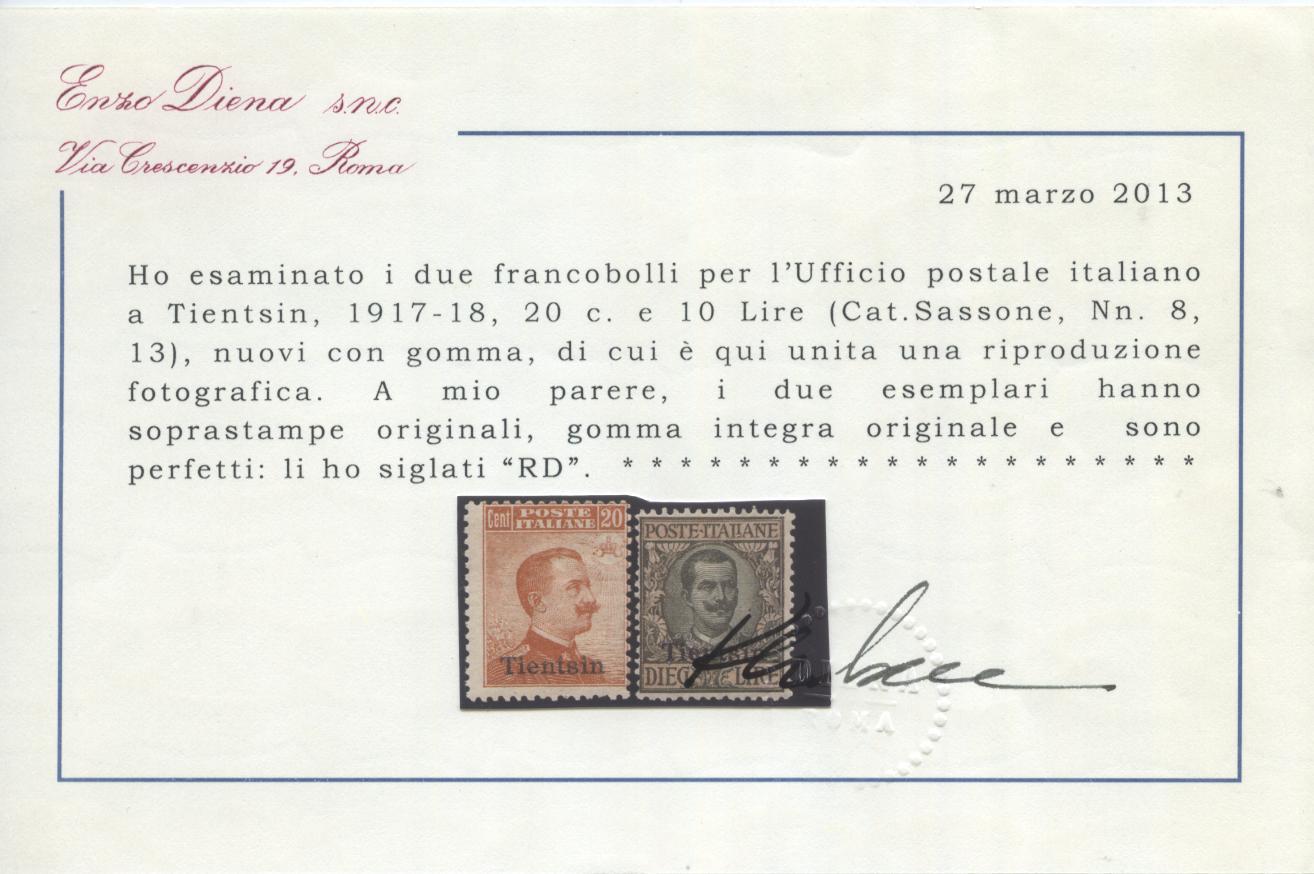 Enzo Diena s.n.c.
Via Crescenzio 19, Roma
27 marzo 2013
Ho esaminato i due francobolli per l'Ufficio postale italiano
a Tientsin, 1917-18, 20 c. e 10 Lire (Cat.Sassone, Nn. 8,
13), nuovi con gomma, di cui è qui unita una riproduzione
fotografica. A mio parere, i due esemplari hanno
soprastampe originali, gomma integra originale e sono
perfetti: li ho siglati “RD”. * * * * * * * * * * * * * * * * * * * *
Cent POSTE ITALIANE 20
Tientsin
POSTE·ITALIANE
Tientsin
LIRE
ROMA